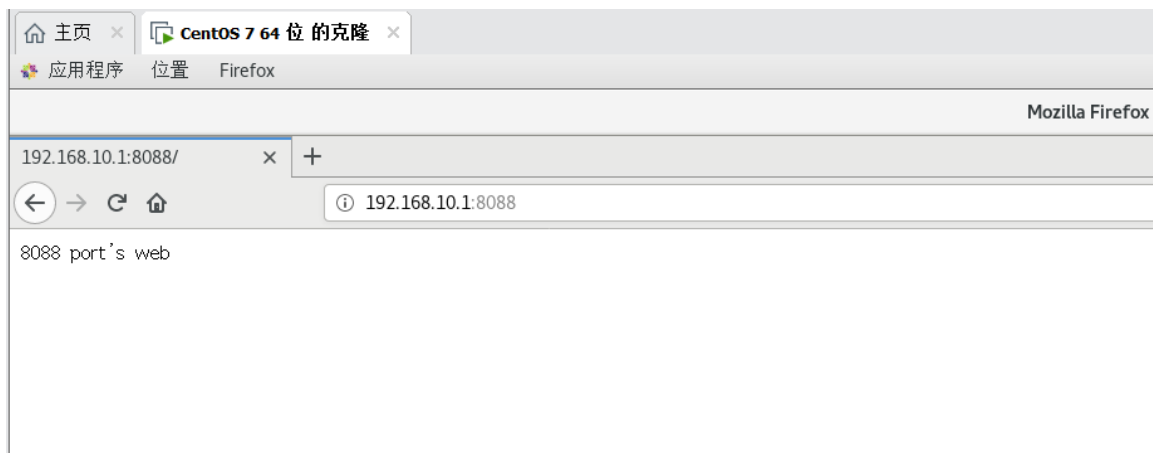 主页 CentOS 7 64 位 的克隆
应用程序 位置 Firefox
Mozilla Firefox
192.168.10.1:8088/
192.168.10.1:8088
8088 port's web